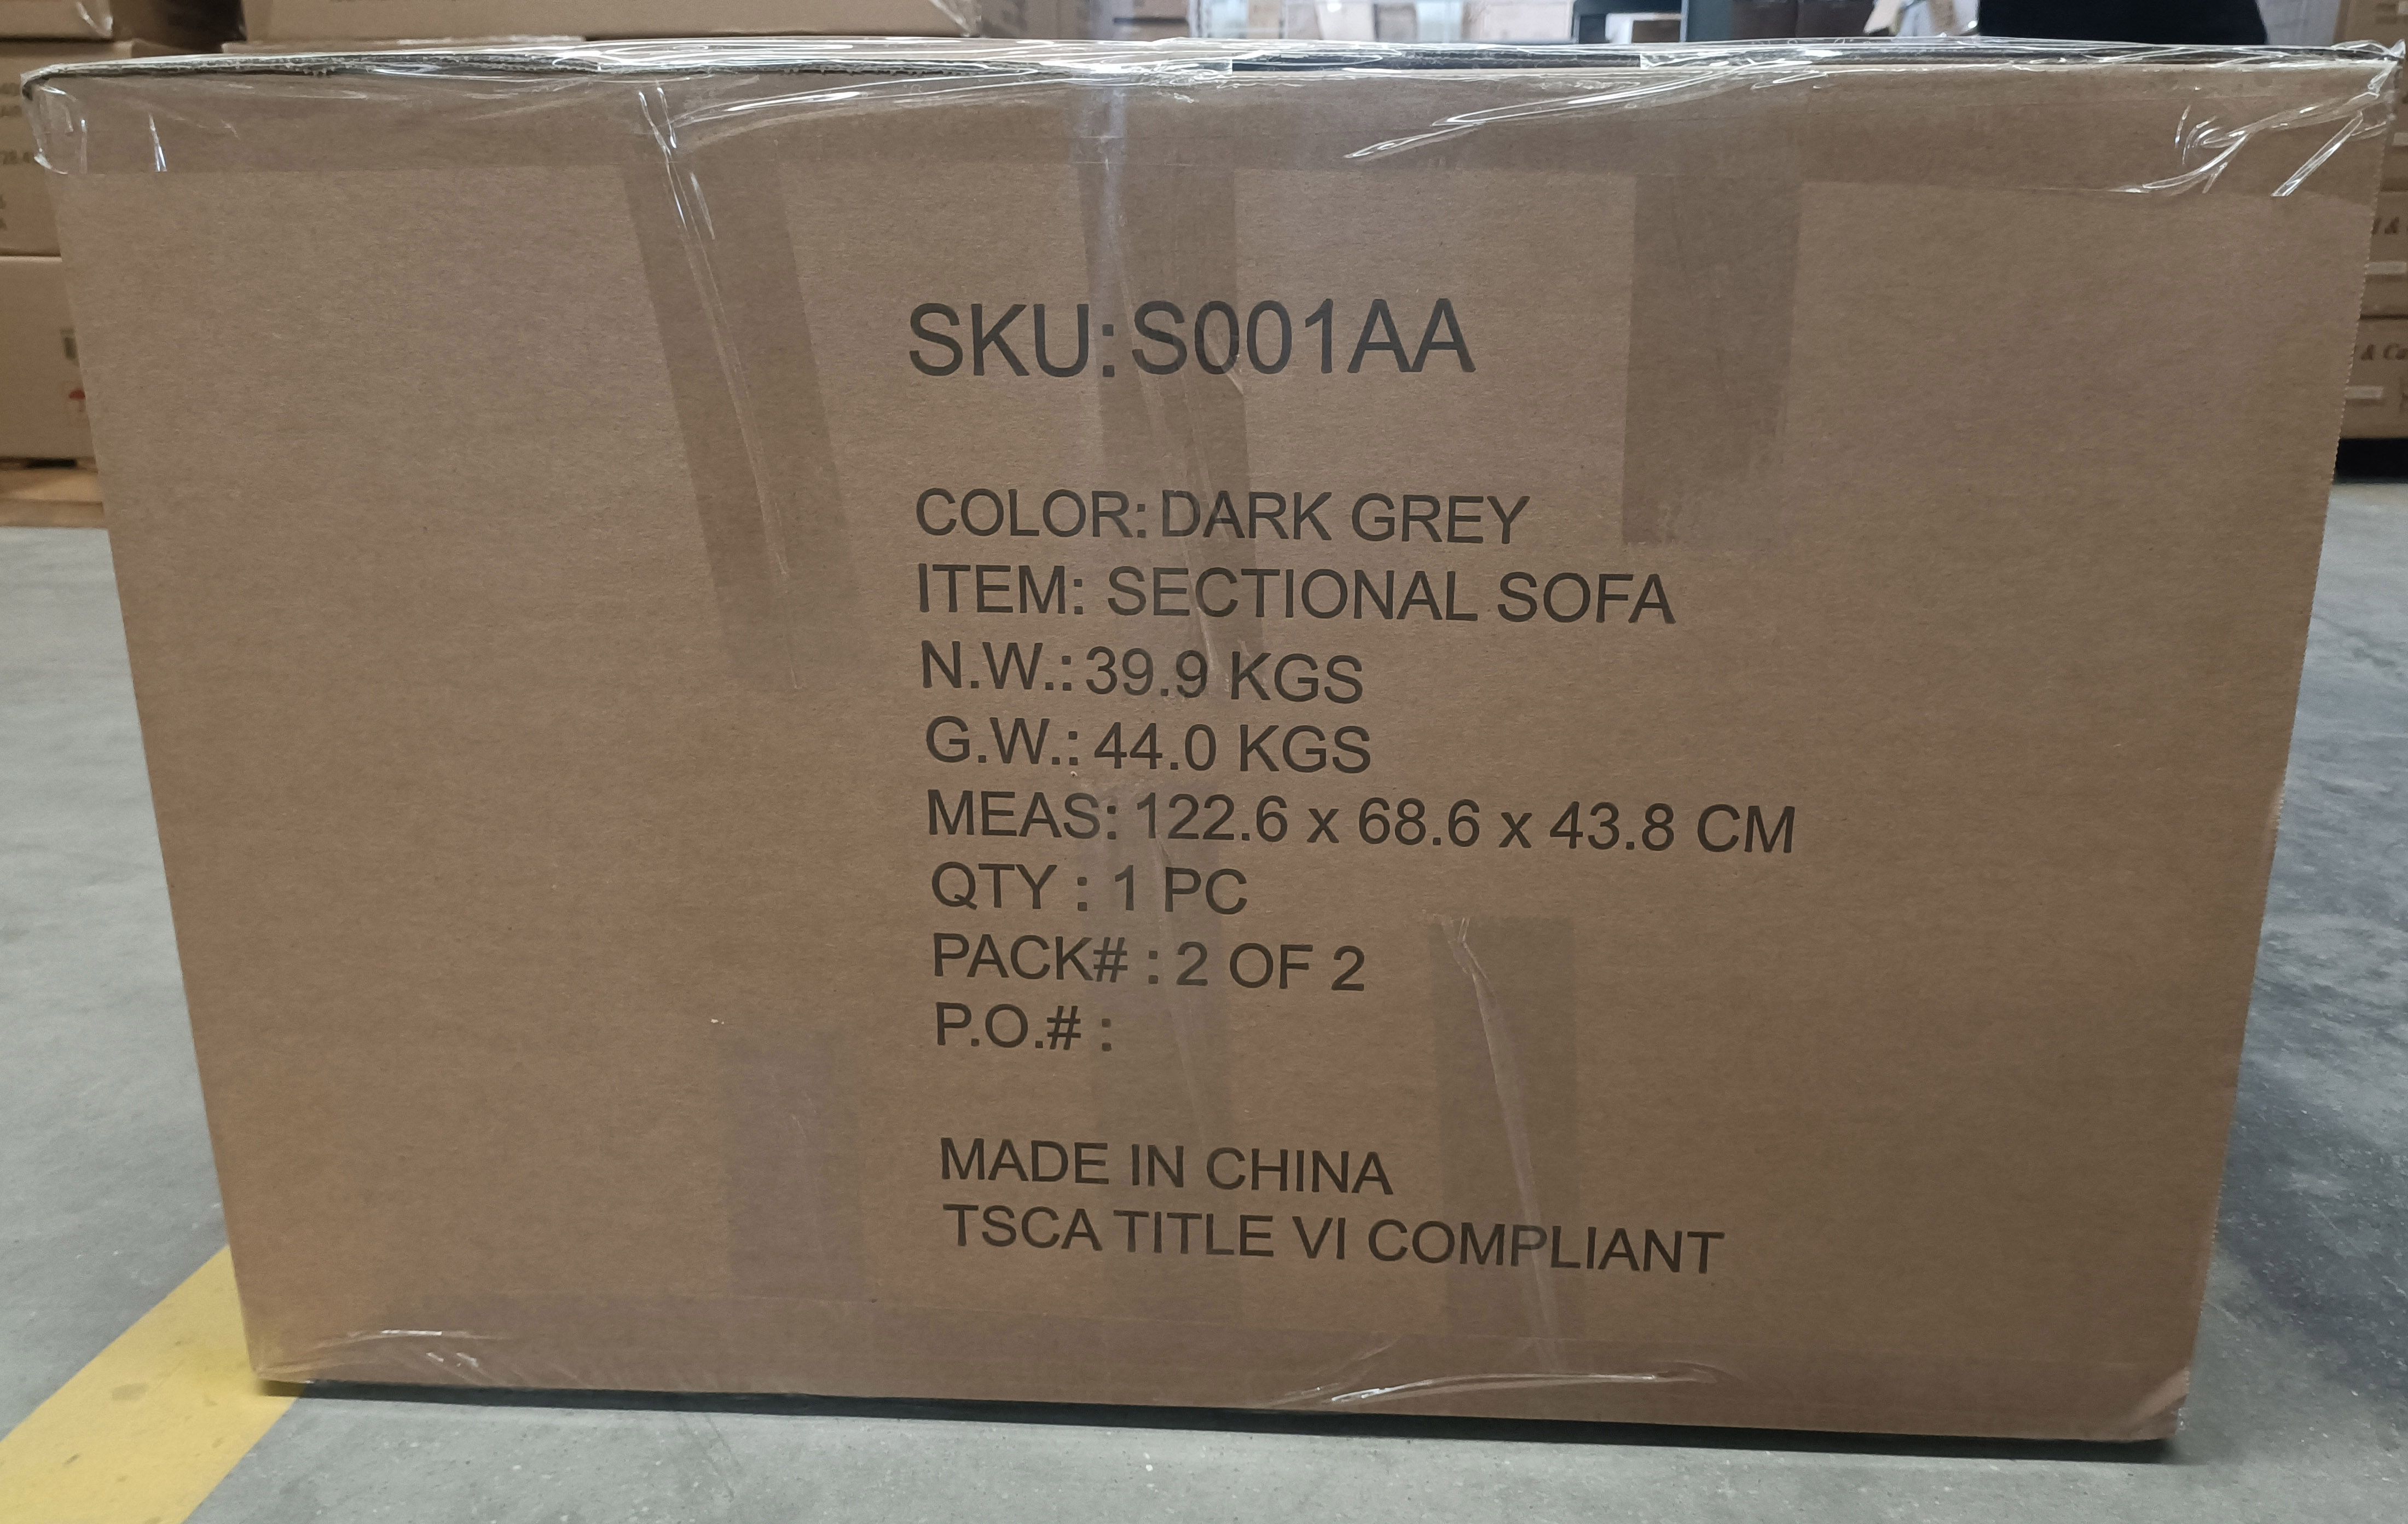 SKU: S001AA
COLOR: DARK GREY
ITEM: SECTIONAL SOFA
N.W.: 39.9 KGS
G.W.: 44.0 KGS
MEAS: 122.6 x 68.6 x 43.8 CM
QTY : 1 PC
PACK# : 2 OF 2
P.O.# :
MADE IN CHINA
TSCA TITLE VI COMPLIANT